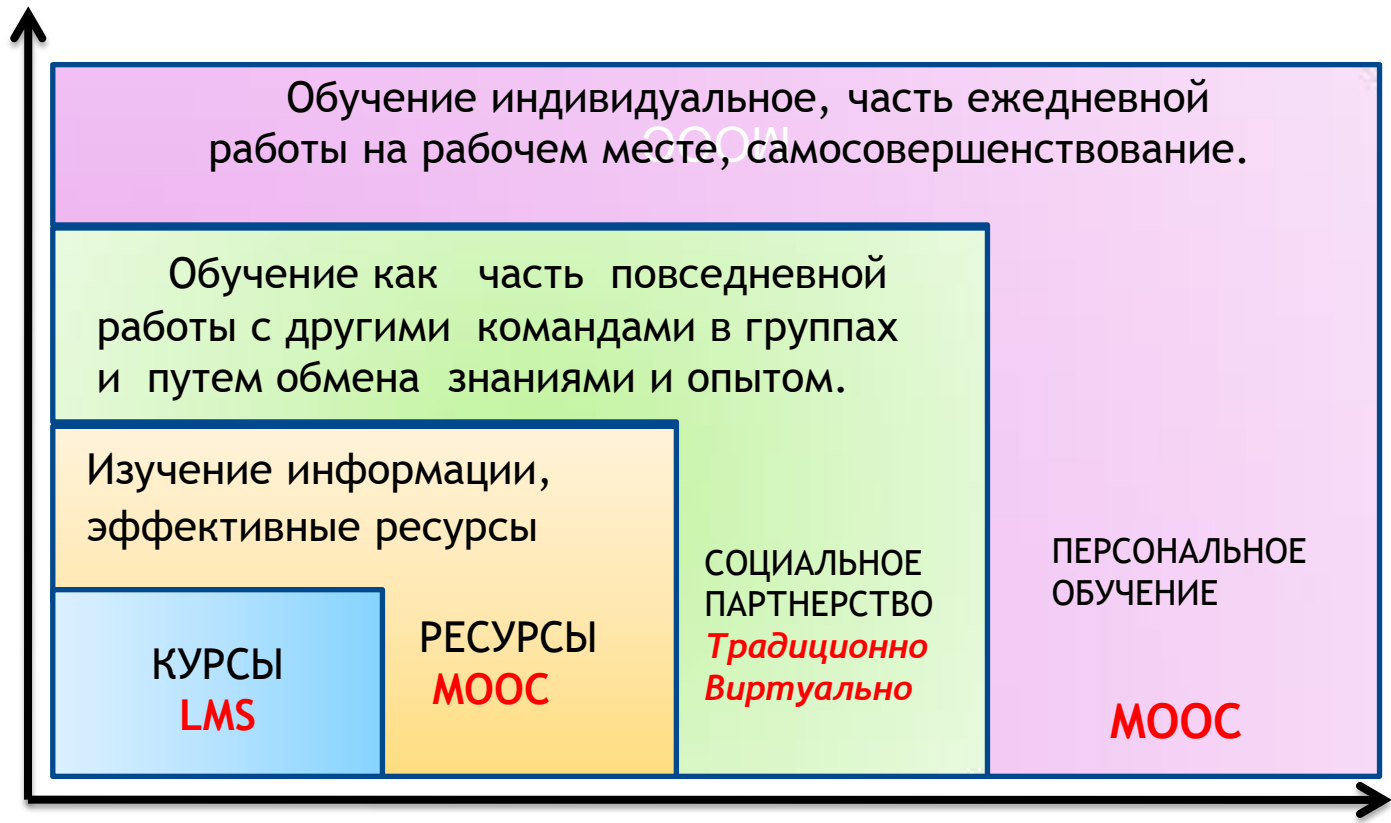 Обучение индивидуальное, часть ежедневной
работы на рабочем месте, самосовершенствование.
MOOC
Обучение как часть повседневной
работы с другими командами в группах
и путем обмена знаниями и опытом.
Изучение информации,
эффективные ресурсы
КУРСЫ
LMS
РЕСУРСЫ
MOOC
СОЦИАЛЬНОЕ
ПАРТНЕРСТВО
Традиционно
Виртуально
ПЕРСОНАЛЬНОЕ
ОБУЧЕНИЕ
MOOC